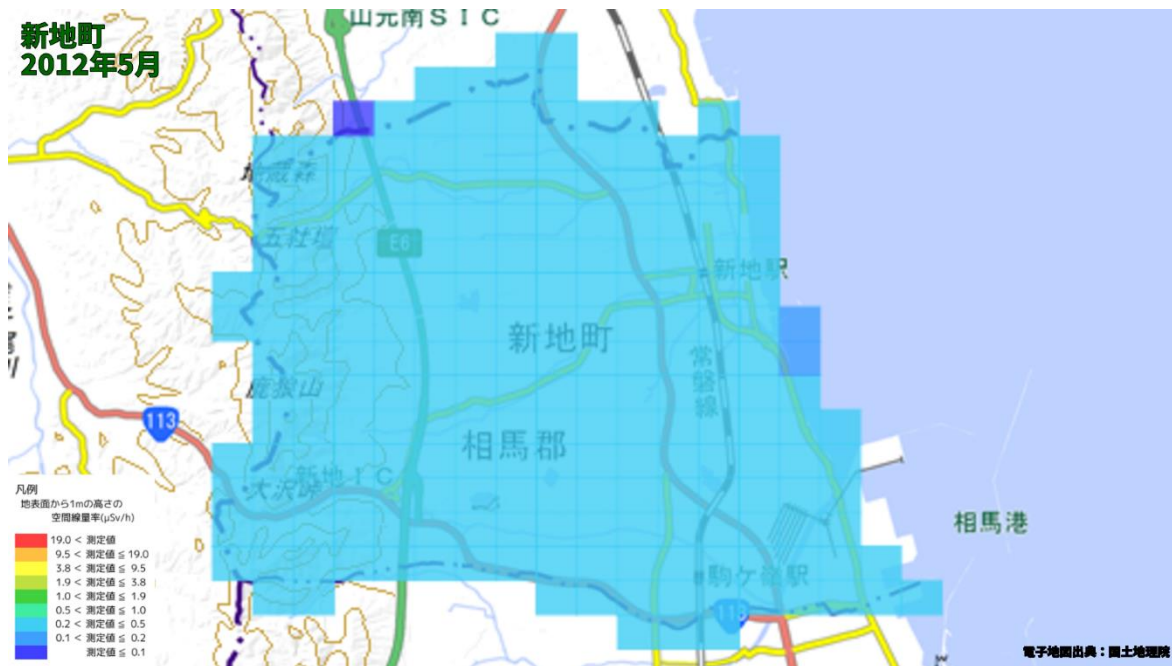 新地町
2012年5月
山元南SIC
地蔵森
五社壇
E6
新地駅
新地町
常磐線
鹿狼山
113
相馬郡
新地IC
大沢峠
相馬港
駒ケ嶺駅
113
凡例
地表面から1mの高さの
空間線量率(μSv/h)
19.0 < 測定値
9.5 < 測定値 ≦ 19.0
3.8 < 測定値 ≦ 9.5
1.9 < 測定値 ≦ 3.8
1.0 < 測定値 ≦ 1.9
0.5 < 測定値 ≦ 1.0
0.2 < 測定値 ≦ 0.5
0.1 < 測定値 ≦ 0.2
測定値 ≦ 0.1
電子地図出典：国土地理院